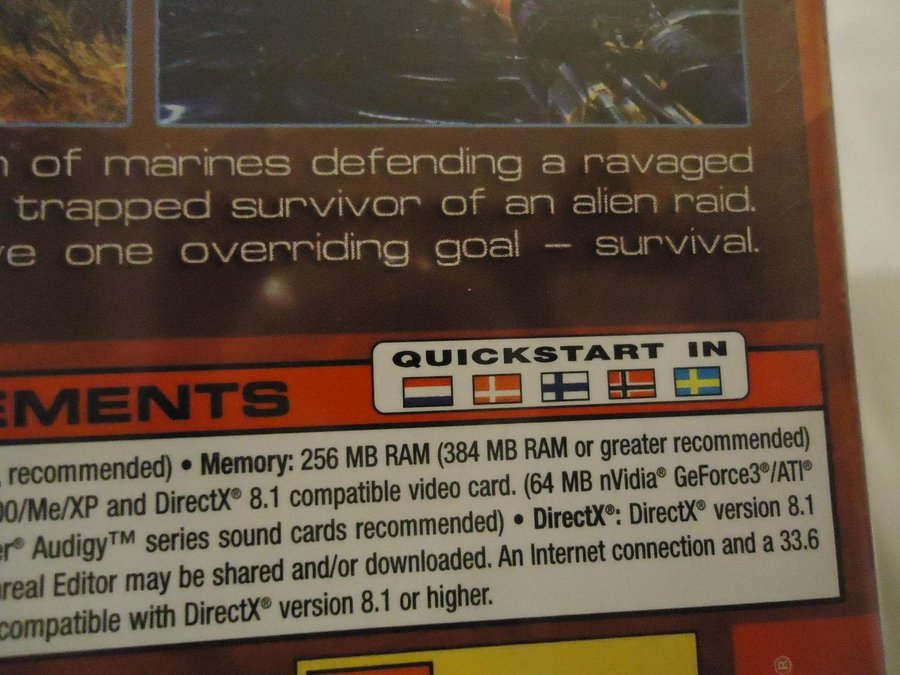 of marines defending a ravaged
trapped survivor of an alien raid.
one overriding goal – survival.
QUICKSTART IN
EMENTS
recommended) • Memory: 256 MB RAM (384 MB RAM or greater recommended)
00/Me/XP and DirectX® 8.1 compatible video card. (64 MB nVidia® GeForce3®/ATI®
er® Audigy™ series sound cards recommended) • DirectX®: DirectX® version 8.1
nreal Editor may be shared and/or downloaded. An Internet connection and a 33.6
compatible with DirectX® version 8.1 or higher.
®